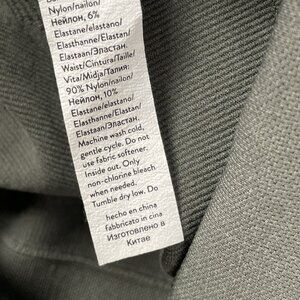 Nylon/nailon/
Нейлон, 6%
Elastane/elastano/
Elasthanne/Elasthan/
Elastaan/Эластан.
Waist/Cintura/Taille/
Vita/Midja/Талия:
90% Nylon/nailon/
Нейлон, 10%
Elastane/elastano/
Elasthanne/Elasthan/
Elastaan/Эластан.
Machine wash cold,
gentle cycle. Do not
use fabric softener.
Inside out. Only
non-chlorine bleach
when needed.
Tumble dry low. Do
hecho en china
fabbricato in cina
Изготовлено в
Китае